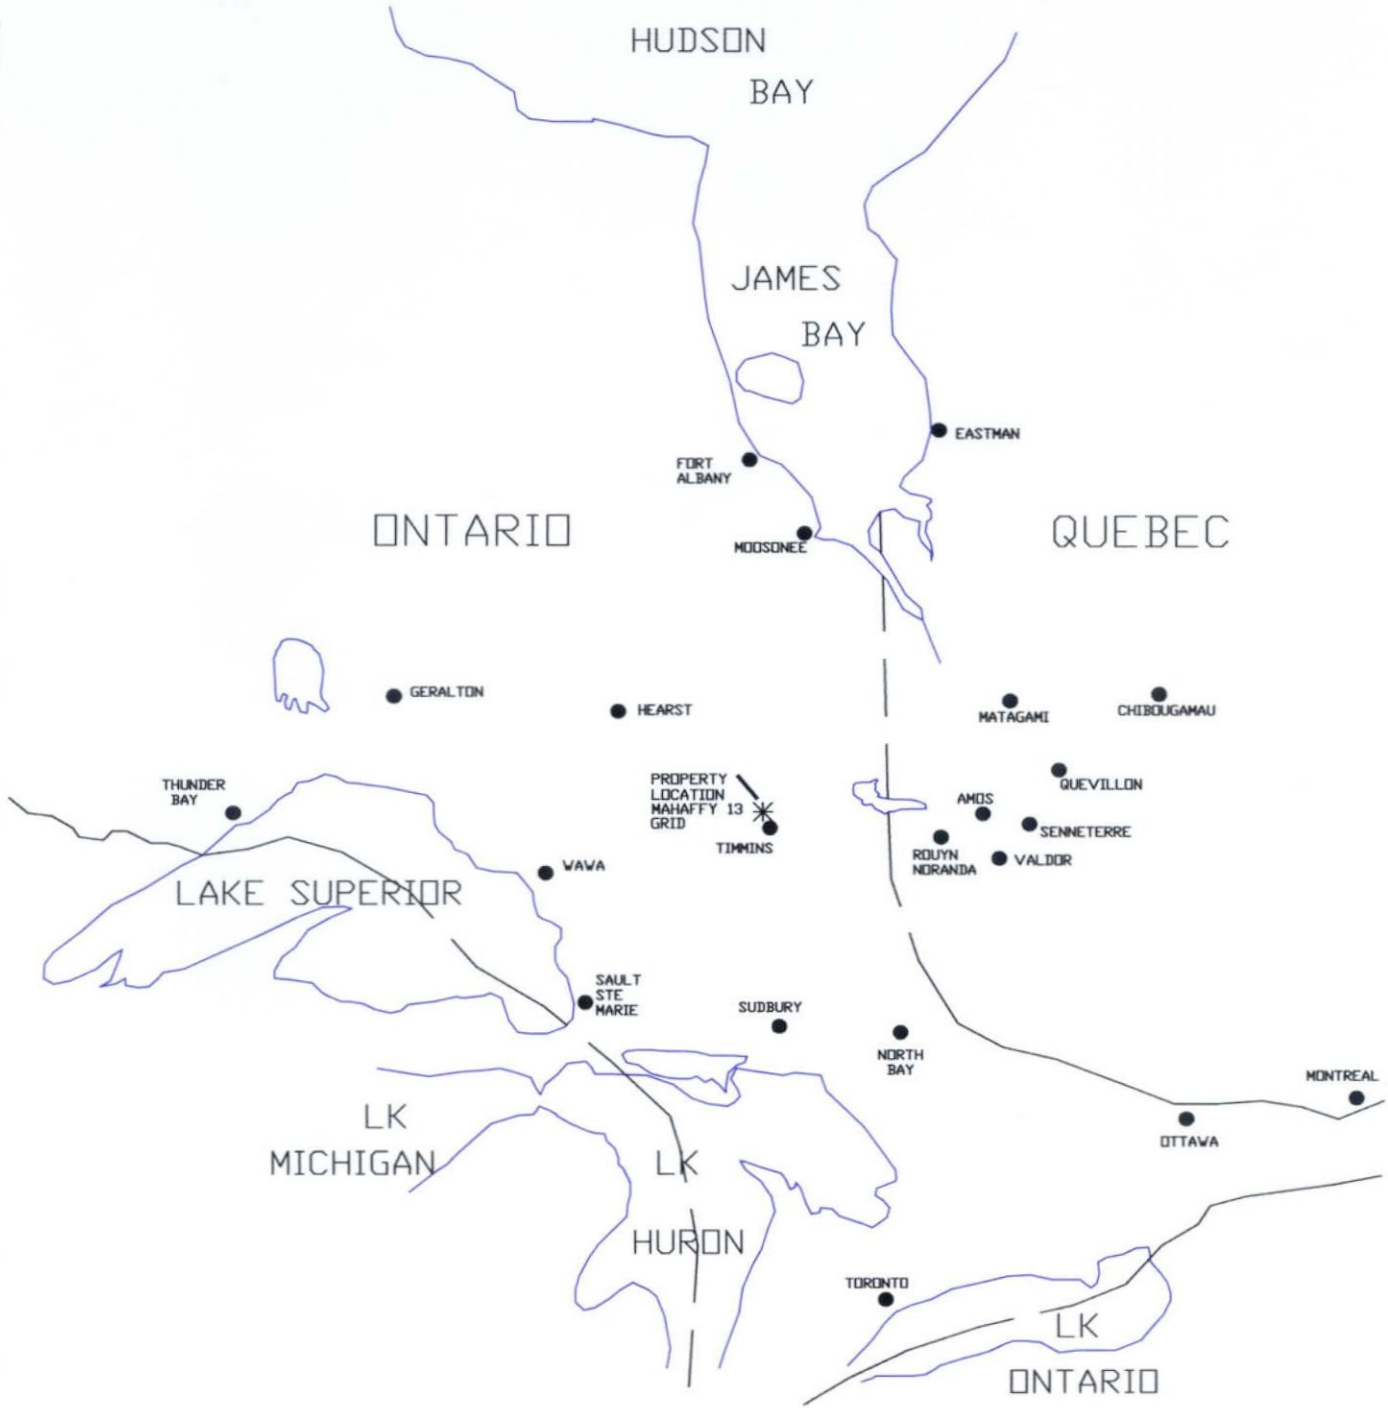 HUDSON
BAY
JAMES
BAY
EASTMAN
FORT
ALBANY
ONTARIO
QUEBEC
MOOSONEE
GERALTON
HEARST
MATAGAMI
CHIBOUGAMAU
THUNDER
BAY
PROPERTY
LOCATION
MAHAFFY 13
GRID
TIMMINS
QUEVILLON
AMOS
SENNETERRE
ROUYN
NORANDA
VALDOR
WAWA
LAKE SUPERIOR
SAULT
STE
MARIE
SUDBURY
NORTH
BAY
MONTREAL
OTTAWA
LK
MICHIGAN
LK
HURON
TORONTO
LK
ONTARIO